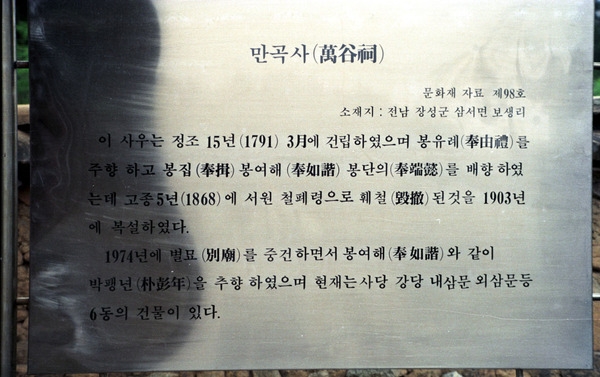 만곡사(萬谷祠)
문화재 자료 제98호
소재지 : 전남 장성군 삼서면 보생리
이 사우는 정조 15년(1791) 3月에 건립하였으며 봉유례(奉由禮)를
주향 하고 봉집(奉揖) 봉여해(奉如諧) 봉단의(奉端懿)를 배향 하였
는데 고종5년(1868)에 서원 철폐령으로 훼철(毁撤)된것을 1903년
에 복설하였다.
1974년에 별묘(別廟)를 중건하면서 봉여해(奉如諧)와 같이
박팽년(朴彭年)을 추향 하였으며 현재는사당 강당 내삼문 외삼문등
6동의 건물이 있다.